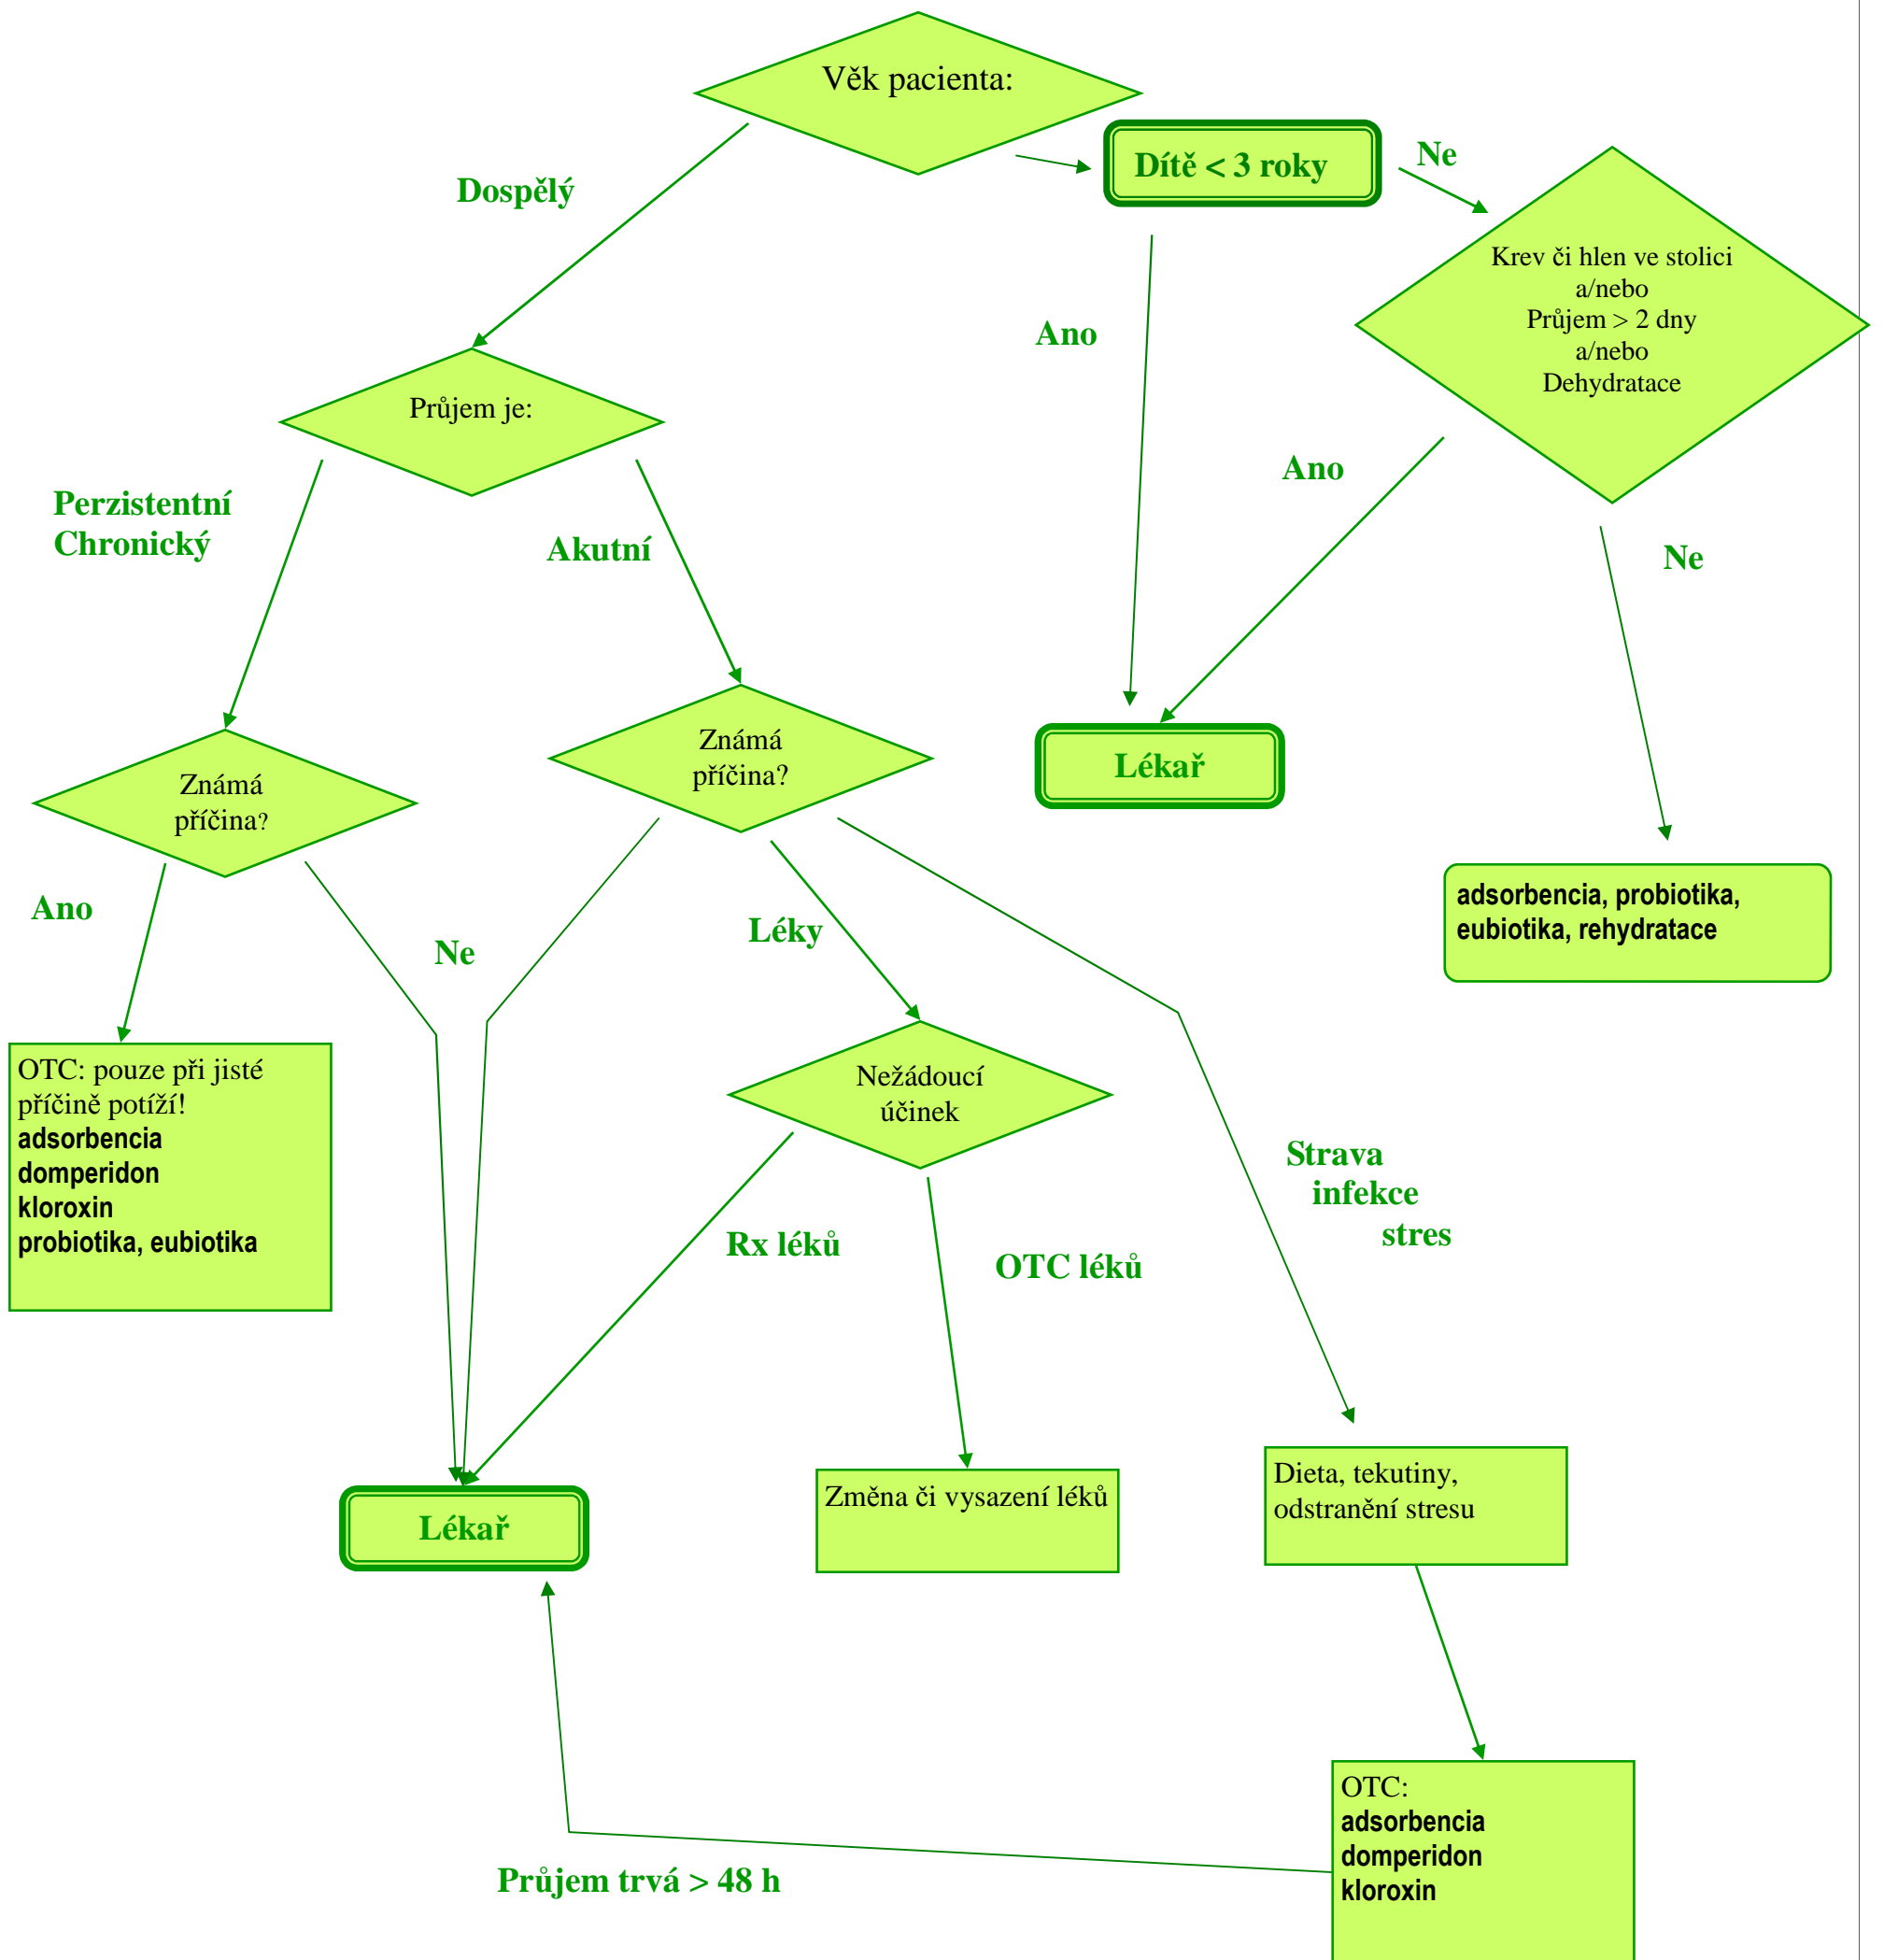 Věk pacienta:
Dítě < 3 roky
Ne
Dospělý
Krev či hlen ve stolici
a/nebo
Průjem > 2 dny
a/nebo
Dehydratace
Ano
Průjem je:
Ano
Perzistentní
Chronický
Akutní
Ne
Známá
příčina?
Lékař
Známá
příčina?
adsorbencia, probiotika,
eubiotika, rehydratace
Ano
Ne
Léky
OTC: pouze při jisté
příčině potíží!
adsorbencia
domperidon
kloroxin
probiotika, eubiotika
Nežádoucí
účinek
Strava
infekce
stres
Rx léků
OTC léků
Dieta, tekutiny,
odstranění stresu
Změna či vysazení léků
Lékař
OTC:
adsorbencia
domperidon
kloroxin
Průjem trvá > 48 h